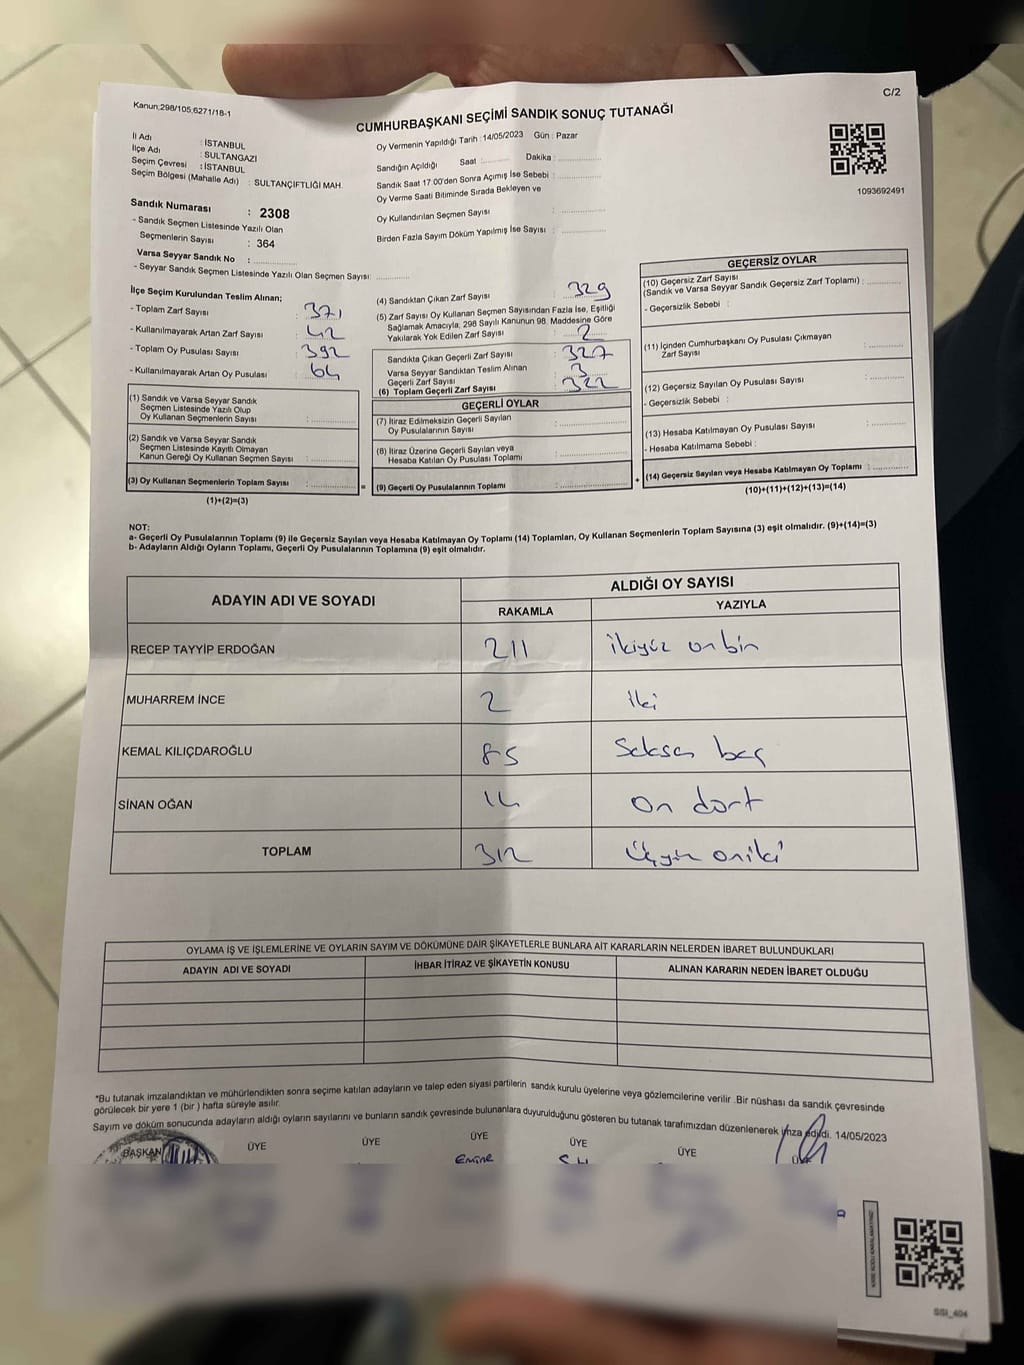 Kanun:298/105,6271/18-1
C/2
CUMHURBAŞKANI SEÇİMİ SANDIK SONUÇ TUTANAĞI
İl Adı : İSTANBUL
İlçe Adı : SULTANGAZI
Seçim Çevresi : İSTANBUL
Seçim Bölgesi (Mahalle Adı) : SULTANÇİFTLİĞİ MAH.
Sandık Numarası : 2308
- Sandık Seçmen Listesinde Yazılı Olan
Seçmenlerin Sayısı : 364
Varsa Seyyar Sandık No :
- Seyyar Sandık Seçmen Listesinde Yazılı Olan Seçmen Sayısı:
Oy Vermenin Yapıldığı Tarih : 14/05/2023 Gün : Pazar
Sandığın Açıldığı Saat : Dakika :
Sandık Saat 17.00'den Sonra Açımış İse Sebebi :
Oy Verme Saati Bitiminde Sırada Bekleyen ve
Oy Kullandırılan Seçmen Sayısı :
Birden Fazla Sayım Döküm Yapılmış İse Sayısı :
1093692491
İlçe Seçim Kurulundan Teslim Alınan;
- Toplam Zarf Sayısı : 371
- Kullanılmayarak Artan Zarf Sayısı : 42
- Toplam Oy Pusulası Sayısı : 392
- Kullanılmayarak Artan Oy Pusulası : 64
(1) Sandık ve Varsa Seyyar Sandık
Seçmen Listesinde Yazılı Olup
Oy Kullanan Seçmenlerin Sayısı :
(2) Sandık ve Varsa Seyyar Sandık
Seçmen Listesinde Kayıtlı Olmayan
Kanun Gereği Oy Kullanan Seçmen Sayısı :
(3) Oy Kullanan Seçmenlerin Toplam Sayısı :
(1)+(2)=(3)
(4) Sandıktan Çıkan Zarf Sayısı : 329
(5) Zarf Sayısı Oy Kullanan Seçmen Sayısından Fazla İse, Eşitliği
Sağlamak Amacıyla, 298 Sayılı Kanunun 98. Maddesine Göre
Yakılarak Yok Edilen Zarf Sayısı : 2
Sandıkta Çıkan Geçerli Zarf Sayısı : 327
Varsa Seyyar Sandıktan Teslim Alınan
Geçerli Zarf Sayısı : 3
(6) Toplam Geçerli Zarf Sayısı : 322
GEÇERLİ OYLAR
(7) İtiraz Edilmeksizin Geçerli Sayılan
Oy Pusulalarının Sayısı :
(8) İtiraz Üzerine Geçerli Sayılan veya
Hesaba Katılan Oy Pusulası Toplamı :
= (9) Geçerli Oy Pusulalarının Toplamı :
GEÇERSİZ OYLAR
(10) Geçersiz Zarf Sayısı
(Sandık ve Varsa Seyyar Sandık Geçersiz Zarf Toplamı) :
- Geçersizlik Sebebi :
(11) İçinden Cumhurbaşkanı Oy Pusulası Çıkmayan
Zarf Sayısı :
(12) Geçersiz Sayılan Oy Pusulası Sayısı :
- Geçersizlik Sebebi :
(13) Hesaba Katılmayan Oy Pusulası Sayısı :
- Hesaba Katılmama Sebebi :
+ (14) Geçersiz Sayılan veya Hesaba Katılmayan Oy Toplamı :
(10)+(11)+(12)+(13)=(14)
NOT:
a- Geçerli Oy Pusulalarının Toplamı (9) ile Geçersiz Sayılan veya Hesaba Katılmayan Oy Toplamı (14) Toplamları, Oy Kullanan Seçmenlerin Toplam Sayısına (3) eşit olmalıdır. (9)+(14)=(3)
b- Adayların Aldığı Oyların Toplamı, Geçerli Oy Pusulalarının Toplamına (9) eşit olmalıdır.
ADAYIN ADI VE SOYADI
ALDIĞI OY SAYISI
RAKAMLA YAZIYLA
RECEP TAYYİP ERDOĞAN 211 ikiyüz onbir
MUHARREM İNCE 2 iki
KEMAL KILIÇDAROĞLU 85 Seksen beş
SİNAN OĞAN 14 on dört
TOPLAM 312 üçyüz oniki
OYLAMA İŞ VE İŞLEMLERİNE VE OYLARIN SAYIM VE DÖKÜMÜNE DAİR ŞİKAYETLERLE BUNLARA AİT KARARLARIN NELERDEN İBARET BULUNDUKLARI
ADAYIN ADI VE SOYADI İHBAR İTİRAZ VE ŞİKAYETİN KONUSU ALINAN KARARIN NEDEN İBARET OLDUĞU
*Bu tutanak imzalandıktan ve mühürlendikten sonra seçime katılan adayların ve talep eden siyasi partilerin sandık kurulu üyelerine veya gözlemcilerine verilir .Bir nüshası da sandık çevresinde
görülecek bir yere 1 (bir ) hafta süreyle asılır.
Sayım ve döküm sonucunda adayların aldığı oyların sayılarını ve bunların sandık çevresinde bulunanlara duyurulduğunu gösteren bu tutanak tarafımızdan düzenlenerek imza edildi. 14/05/2023
BAŞKAN ÜYE ÜYE ÜYE ÜYE ÜYE ÜYE
Emine
SSI_404